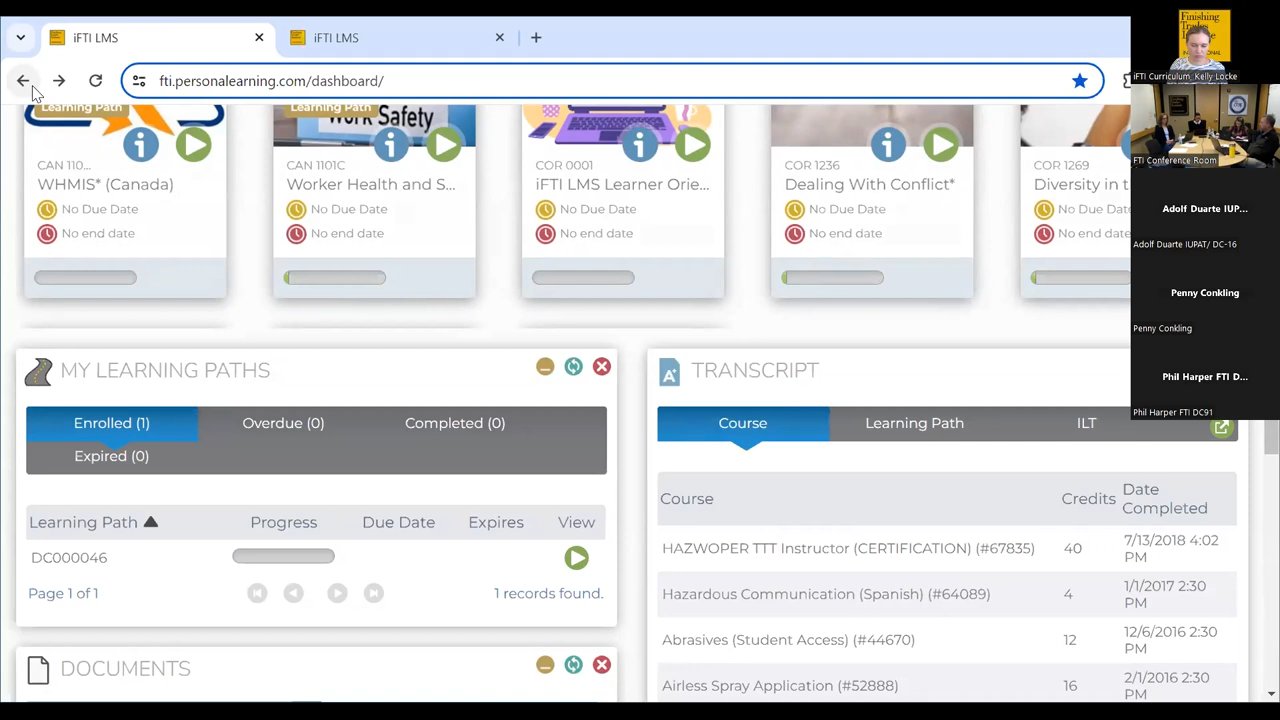 iFTI LMS
iFTI LMS
fti.personalearning.com/dashboard/
Learning Path
Learning Path
Work Safety
CAN 110...
WHMIS* (Canada)
No Due Date
No end date
CAN 1101C
Worker Health and S...
No Due Date
No end date
COR 0001
iFTI LMS Learner Orie...
No Due Date
No end date
COR 1236
Dealing With Conflict*
No Due Date
No end date
COR 1269
Diversity in t
No Due Date
No end date
MY LEARNING PATHS
Enrolled (1)
Overdue (0)
Completed (0)
Expired (0)
Learning Path Progress Due Date Expires View
DC000046
Page 1 of 1
1 records found.
DOCUMENTS
TRANSCRIPT
Course
Learning Path
ILT
Course Credits Date Completed
HAZWOPER TTT Instructor (CERTIFICATION) (#67835) 40 7/13/2018 4:02 PM
Hazardous Communication (Spanish) (#64089) 4 1/1/2017 2:30 PM
Abrasives (Student Access) (#44670) 12 12/6/2016 2:30 PM
Airless Spray Application (#52888) 16 2/1/2016 2:30 PM
Finishing
Trades
iFTI Curriculum, Kelly Locke
FTI Conference Room
Adolf Duarte IUP...
Adolf Duarte IUPAT/ DC-16
Penny Conkling
Penny Conkling
Phil Harper FTI D...
Phil Harper FTI DC91